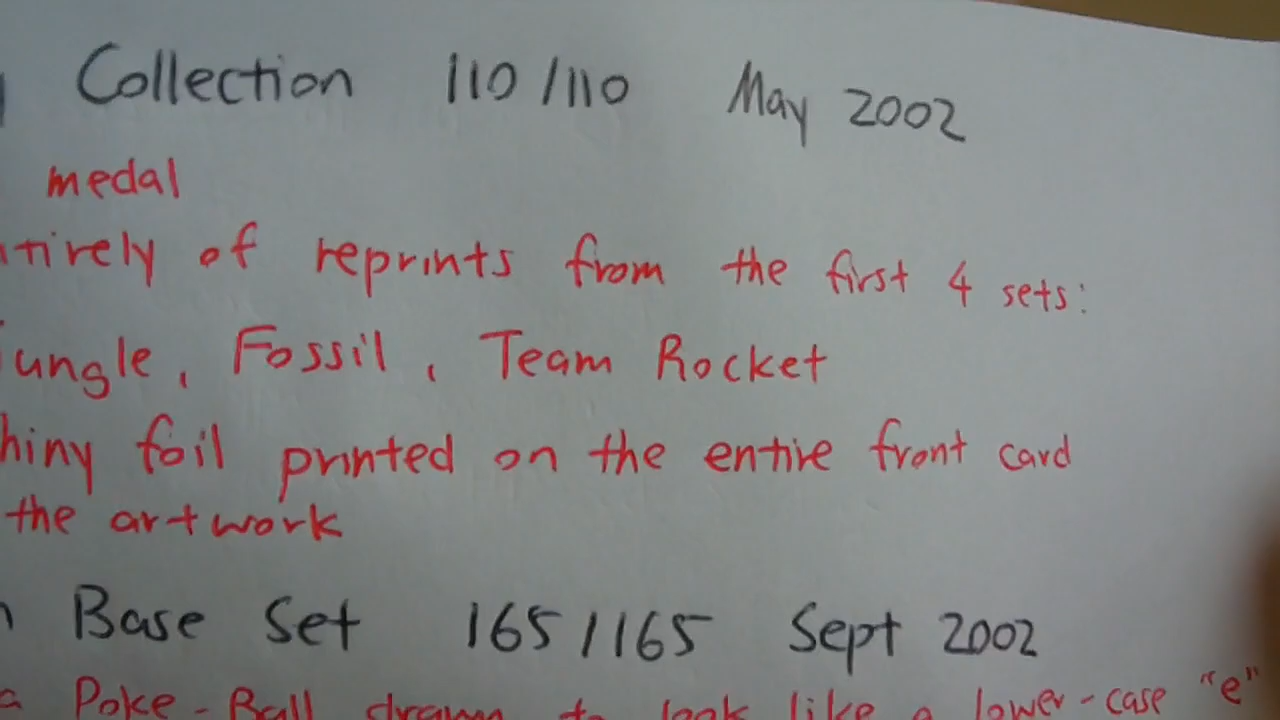 Collection 110/110 May 2002
medal
tirely of reprints from the first 4 sets:
ungle, Fossil, Team Rocket
hiny foil printed on the entire front card
the artwork
Base Set 165/165 Sept 2002
a Poke-Ball drawn to look like a lower-case "e"